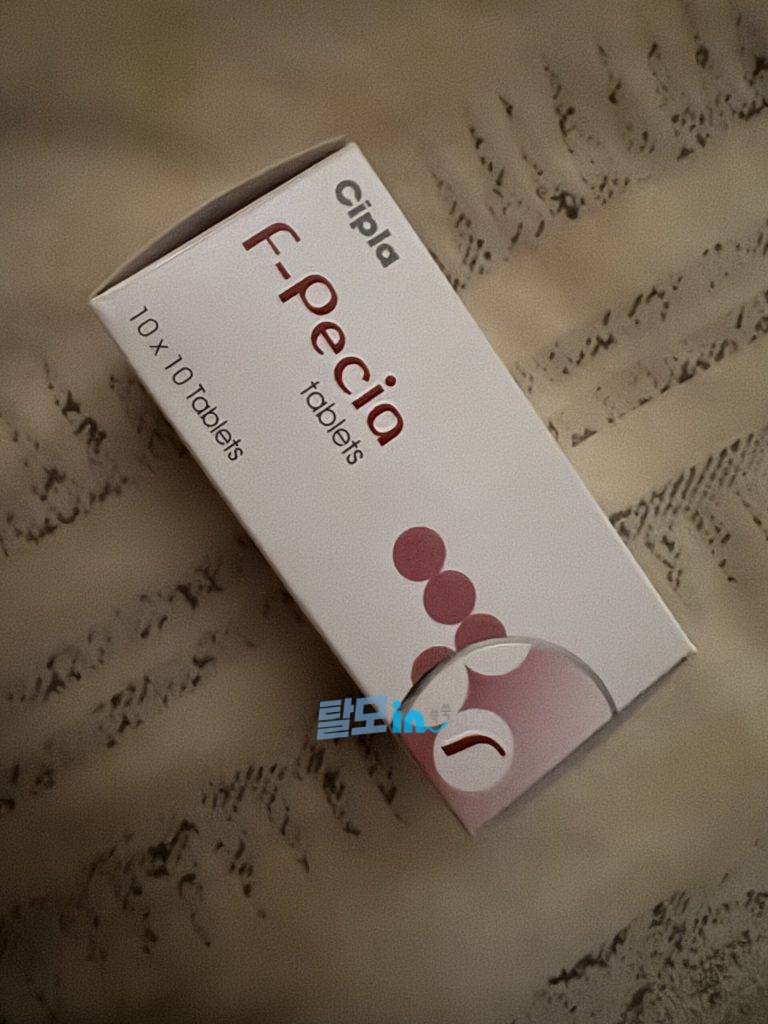 Cipla
F-Pecia
tablets
10 x 10 Tablets
탈모in